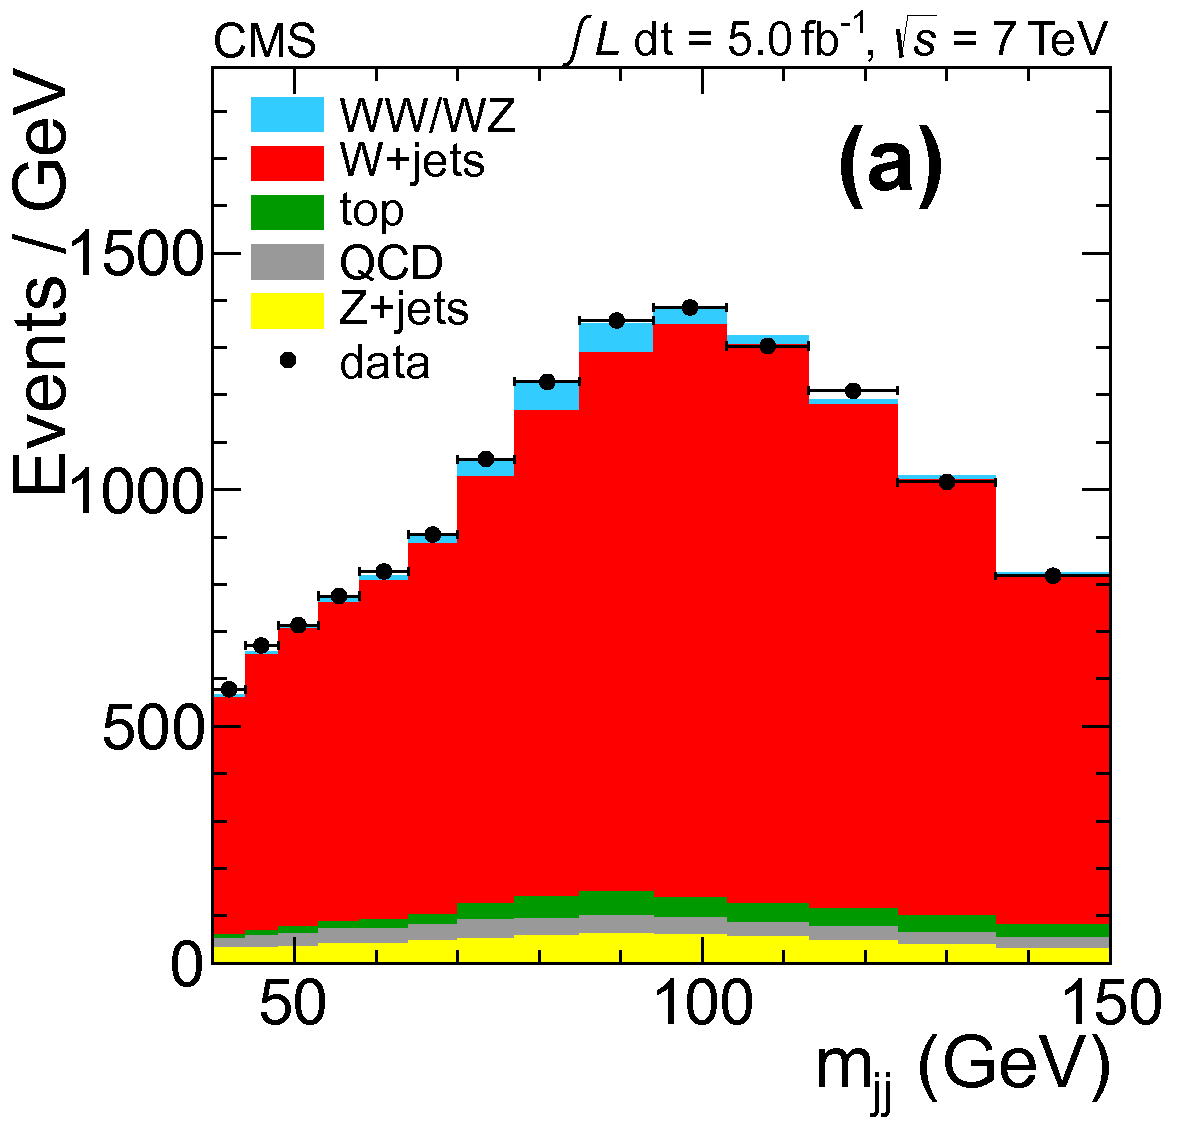 CMS ∫ L dt = 5.0 fb⁻¹, √s = 7 TeV
Events / GeV
(a)
WW/WZ
W+jets
top
QCD
Z+jets
data
1500
1000
500
0
50 100 150
m_jj (GeV)